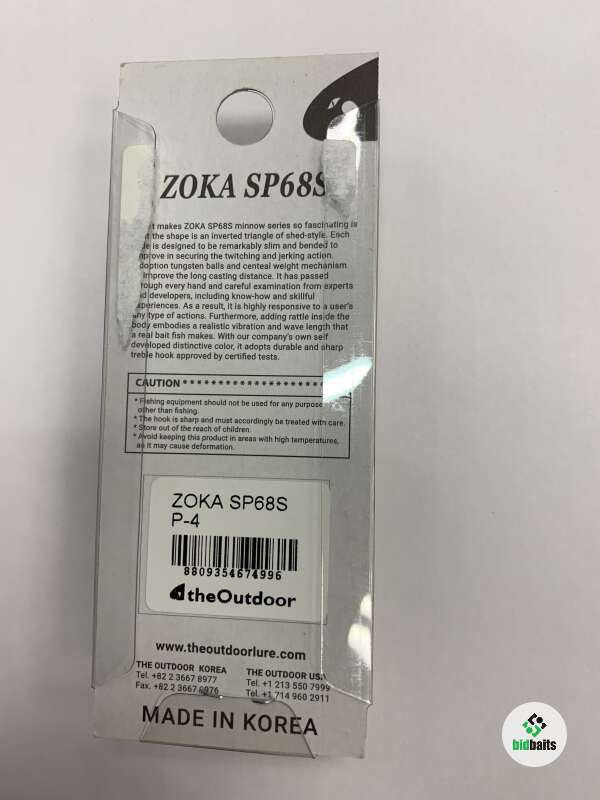 ZOKA SP68S
makes ZOKA SP68S minnow series so fascinating is
the shape is an inverted triangle of shed-style. Each
is designed to be remarkably slim and bended to
improve in securing the twitching and jerking action.
adoption tungsten balls and centeal weight mechanism
improve the long casting distance. It has passed
through every hand and careful examination from experts
and developers, including know-how and skillful
experiences. As a result, it is highly responsive to a user's
any type of actions. Furthermore, adding rattle inside the
body embodies a realistic vibration and wave length that
a real bait fish makes. With our company's own self
developed distinctive color, it adopts durable and sharp
treble hook approved by certified tests.
CAUTION
* Fishing equipment should not be used for any purpose
other than fishing.
* The hook is sharp and must accordingly be treated with care.
* Store out of the reach of children.
* Avoid keeping this product in areas with high temperatures,
as it may cause deformation.
ZOKA SP68S
P-4
8809354674996
theOutdoor
www.theoutdoorlure.com
THE OUTDOOR KOREA
Tel. +82 2 3667 8977
Fax. +82 2 3667 8976
THE OUTDOOR USA
Tel. +1 213 550 7999
Tel. +1 714 960 2911
MADE IN KOREA
bidbaits